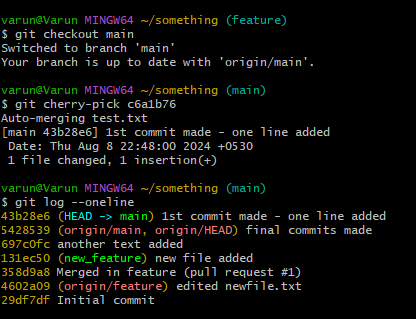 varun@Varun MINGW64 ~/something (feature)
$ git checkout main
Switched to branch 'main'
Your branch is up to date with 'origin/main'.
varun@Varun MINGW64 ~/something (main)
$ git cherry-pick c6a1b76
Auto-merging test.txt
[main 43b28e6] 1st commit made - one line added
Date: Thu Aug 8 22:48:00 2024 +0530
1 file changed, 1 insertion(+)
varun@Varun MINGW64 ~/something (main)
$ git log --oneline
43b28e6 (HEAD -> main) 1st commit made - one line added
5428539 (origin/main, origin/HEAD) final commits made
697c0fc another text added
131ec50 (new_feature) new file added
358d9a8 Merged in feature (pull request #1)
4602a09 (origin/feature) edited newfile.txt
29df7df Initial commit